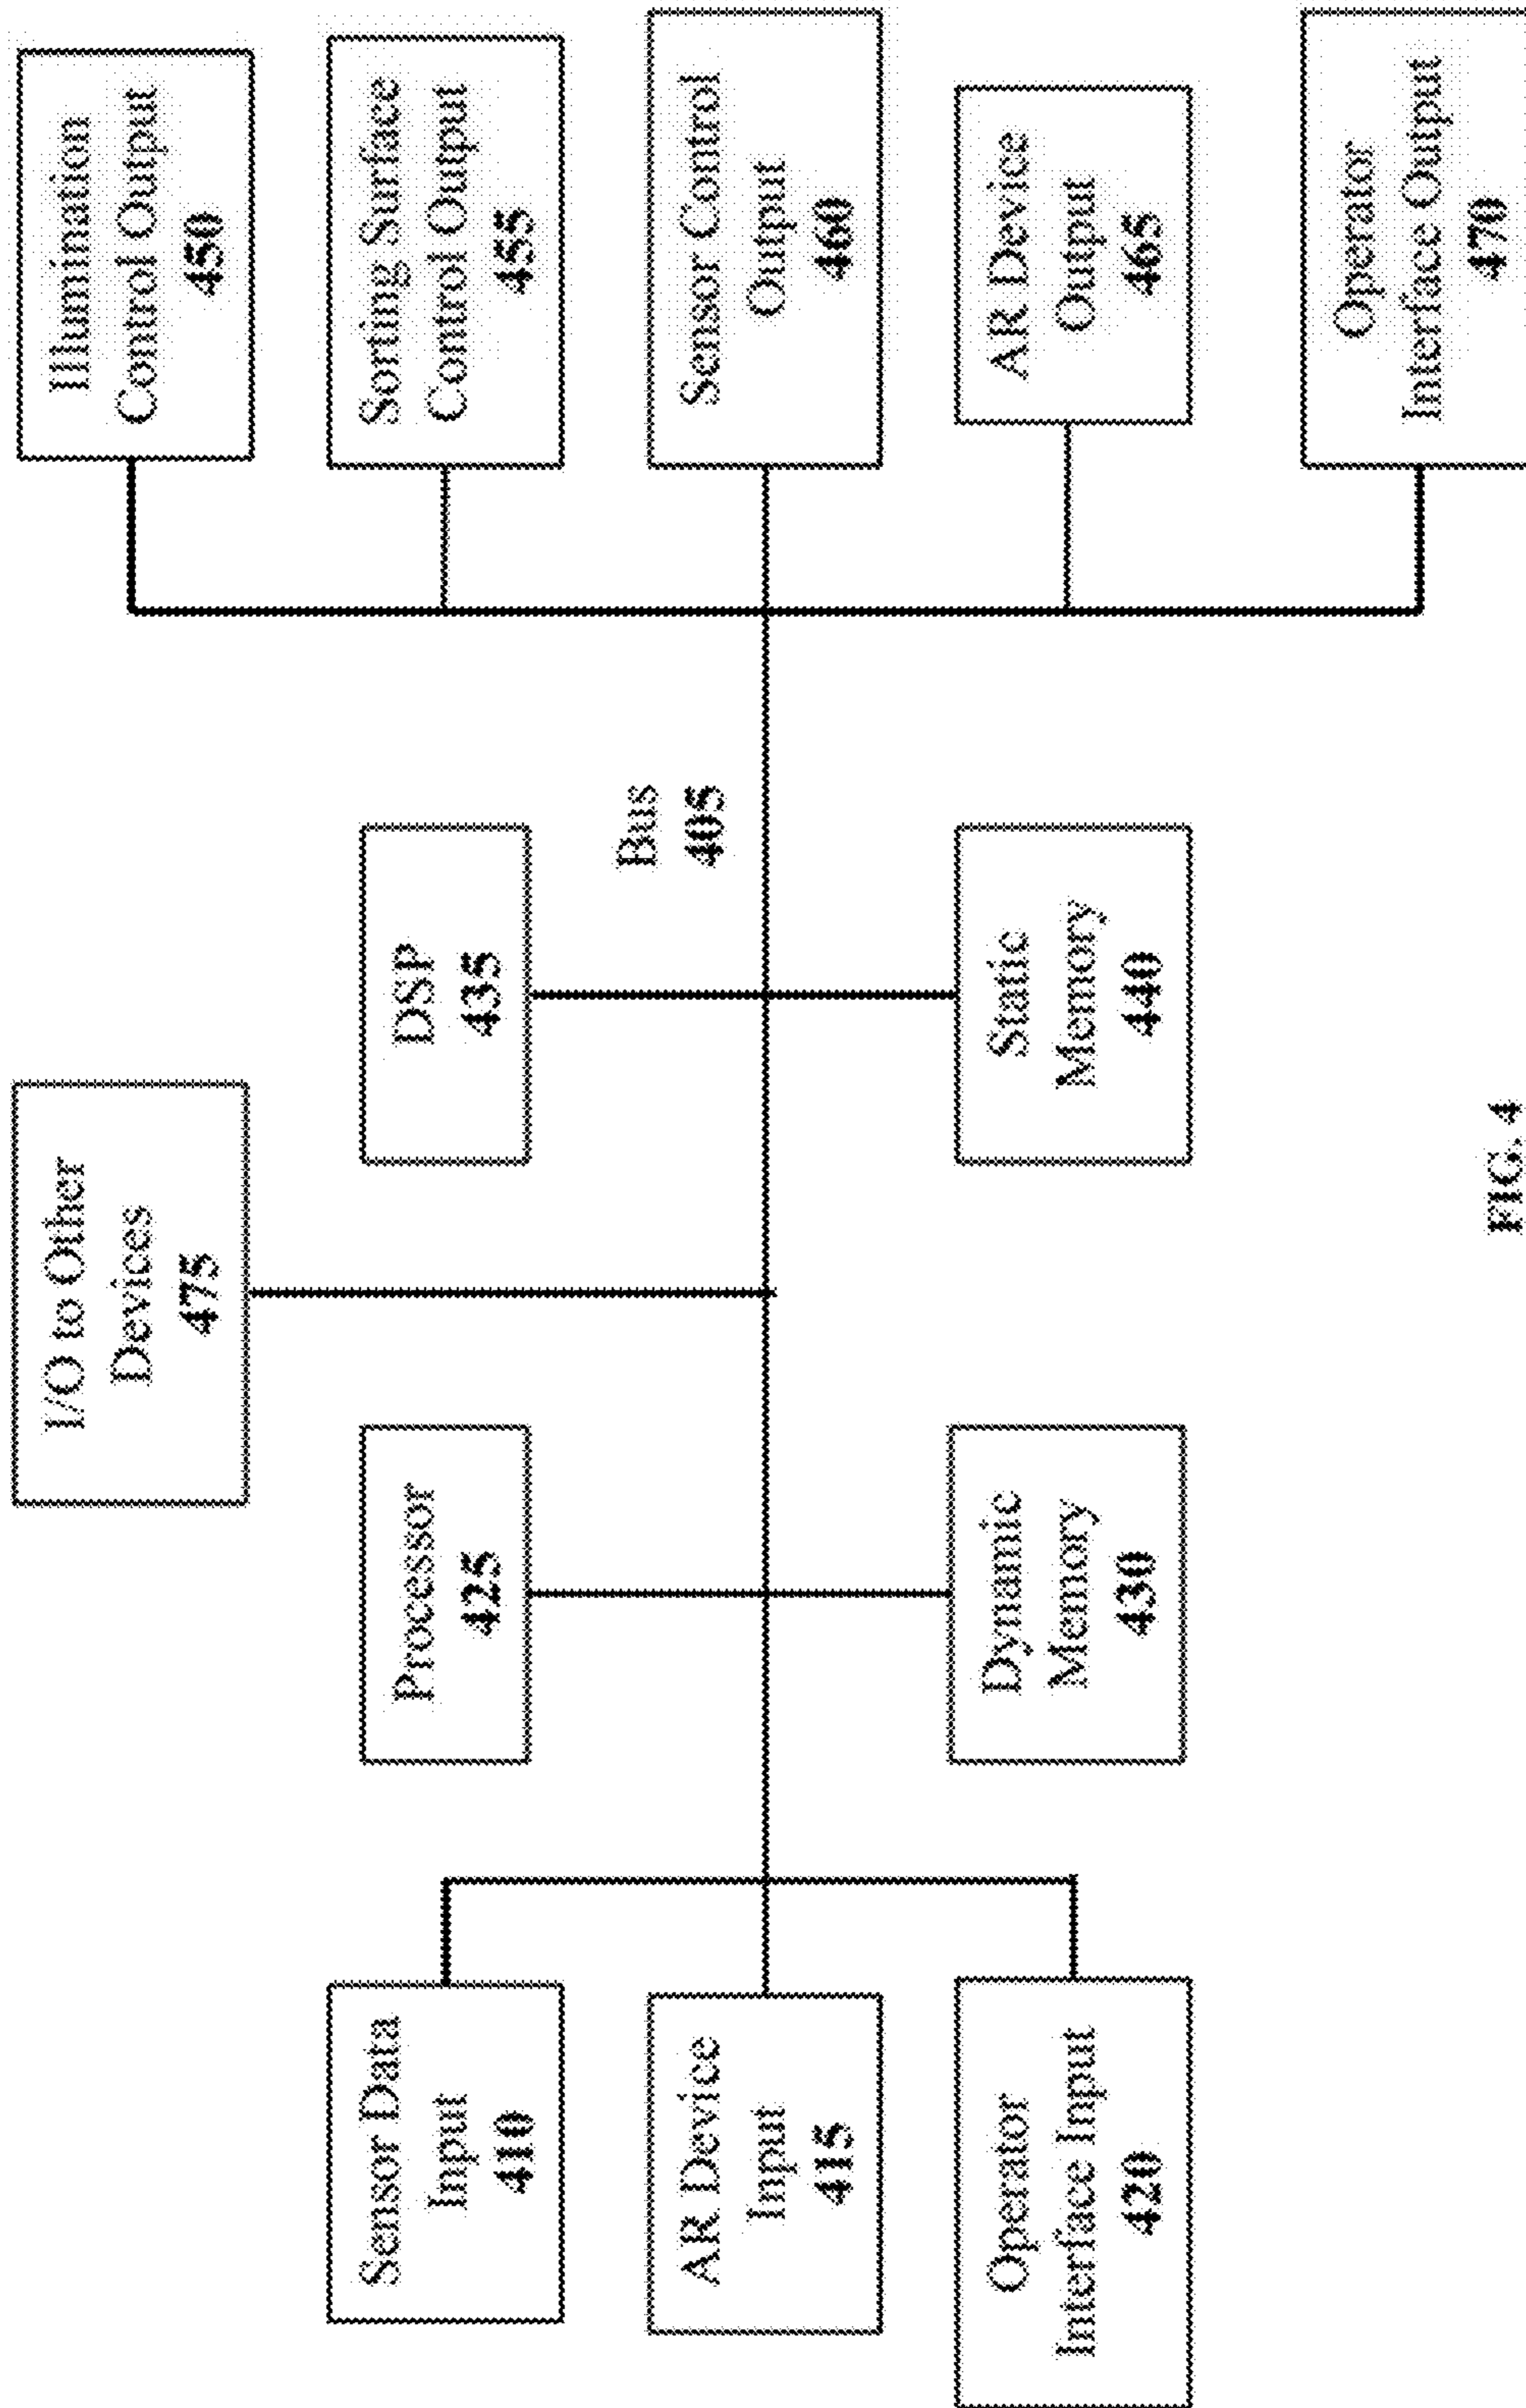 I/O to Other
Devices
475
Sensor Data
Input
410
AR Device
Input
415
Operator
Interface Input
420
Processor
425
Dynamic
Memory
430
DSP
435
Static
Memory
440
Bus
405
Illumination
Control Output
450
Sorting Surface
Control Output
455
Sensor Control
Output
460
AR Device
Output
465
Operator
Interface Output
470
FIG. 4